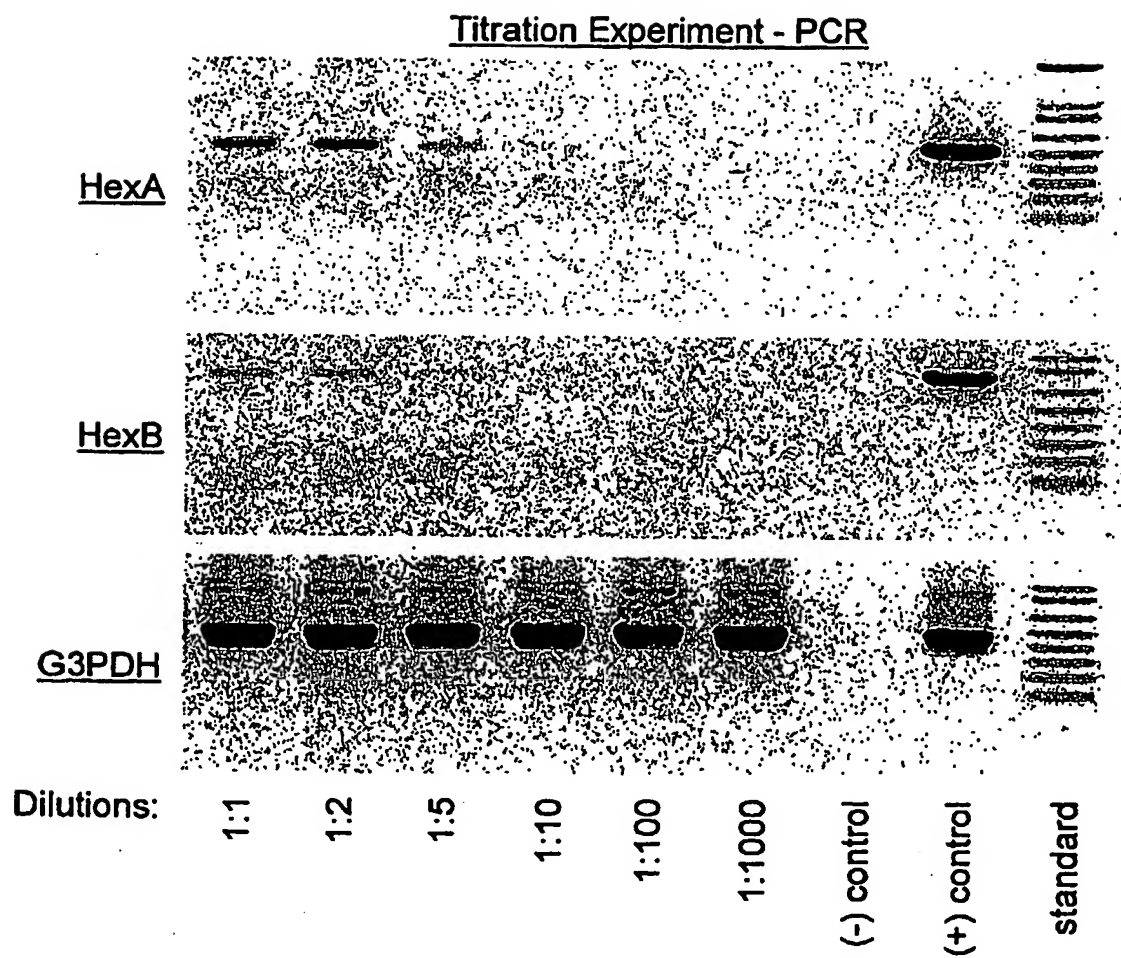 Titration Experiment - PCR
HexA
HexB
G3PDH
Dilutions:
1:1
1:2
1:5
1:10
1:100
1:1000
(-) control
(+) control
standard